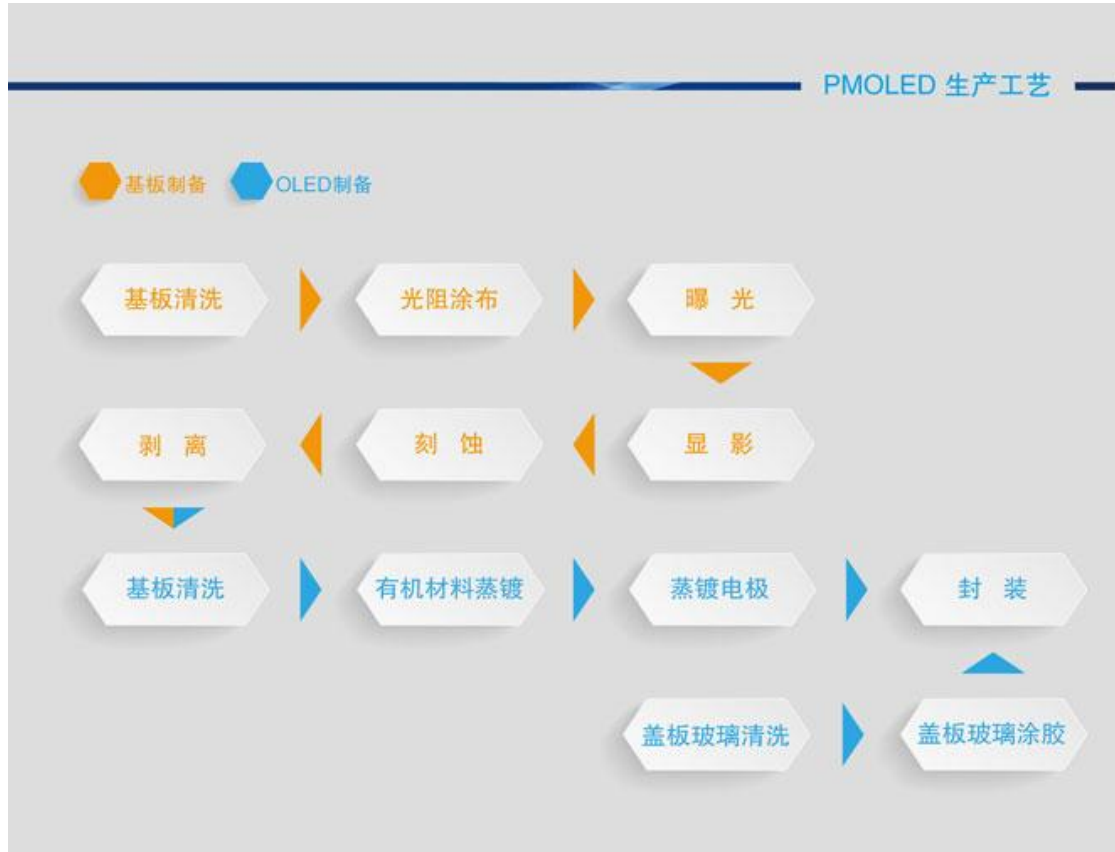 PMOLED 生产工艺
基板制备 OLED制备
基板清洗 光阻涂布 曝 光
剥 离 刻 蚀 显 影
基板清洗 有机材料蒸镀 蒸镀电极 封 装
盖板玻璃清洗 盖板玻璃涂胶